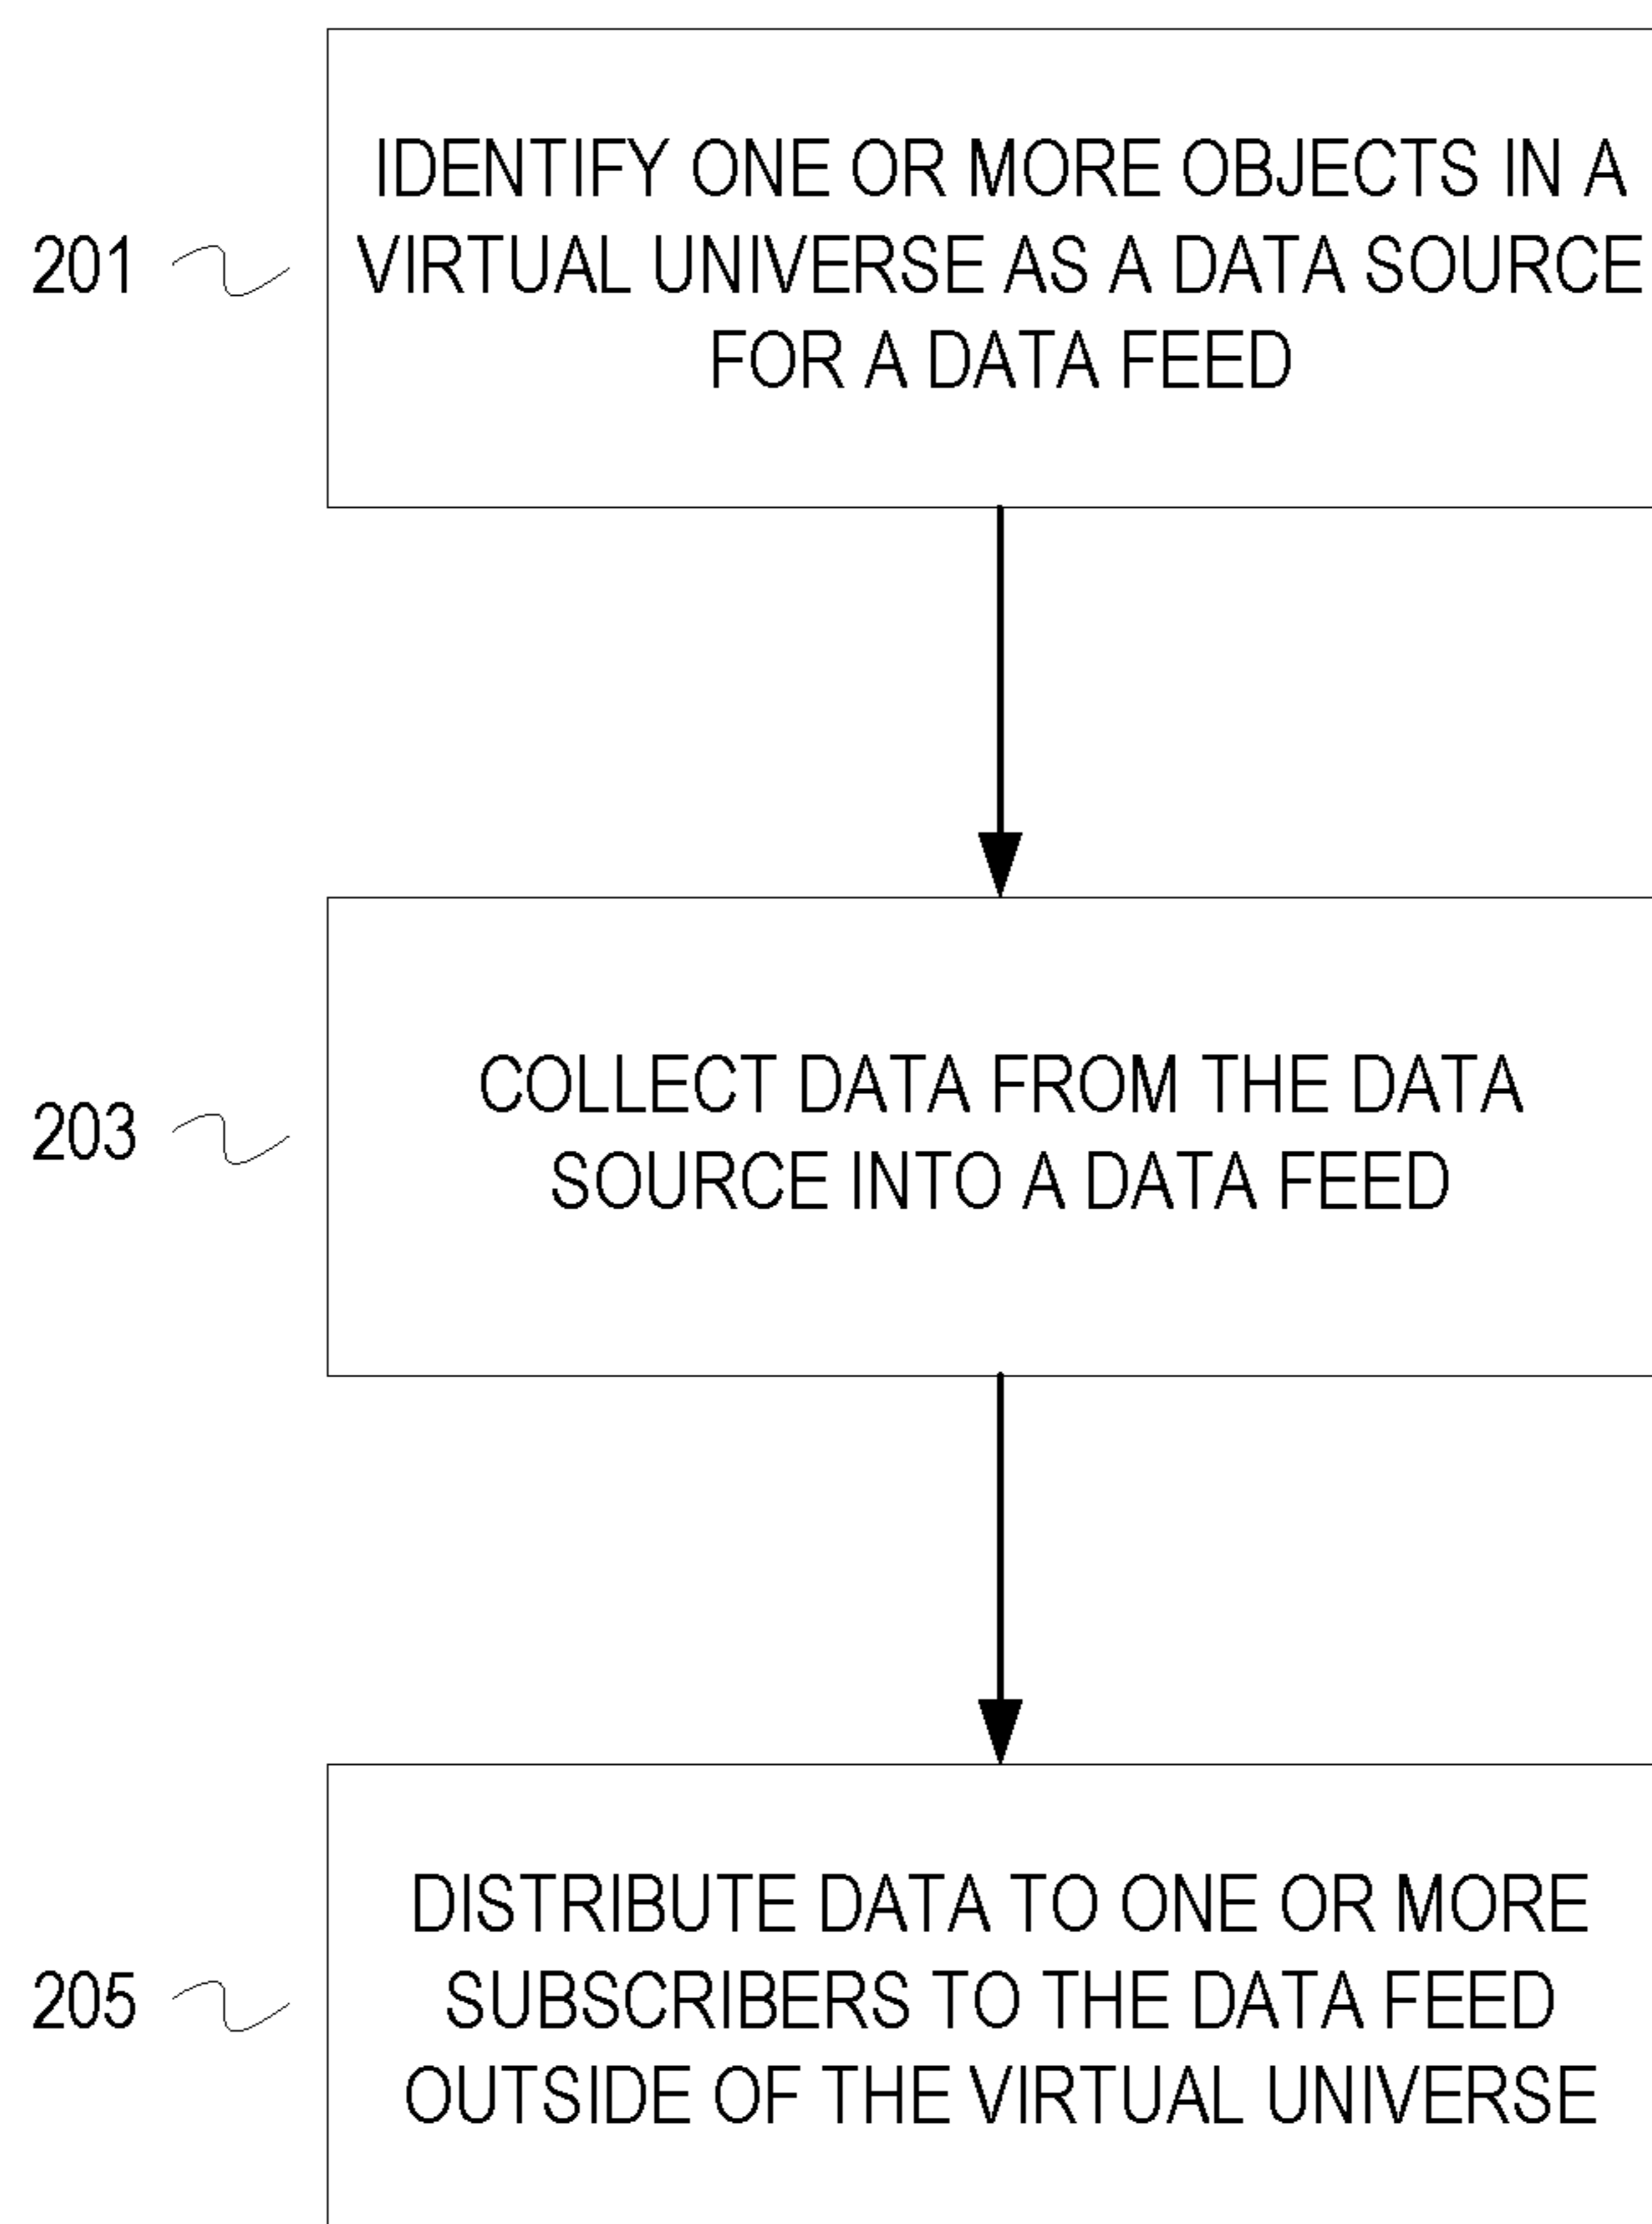 IDENTIFY ONE OR MORE OBJECTS IN A
VIRTUAL UNIVERSE AS A DATA SOURCE
FOR A DATA FEED
201
COLLECT DATA FROM THE DATA
SOURCE INTO A DATA FEED
203
DISTRIBUTE DATA TO ONE OR MORE
SUBSCRIBERS TO THE DATA FEED
OUTSIDE OF THE VIRTUAL UNIVERSE
205